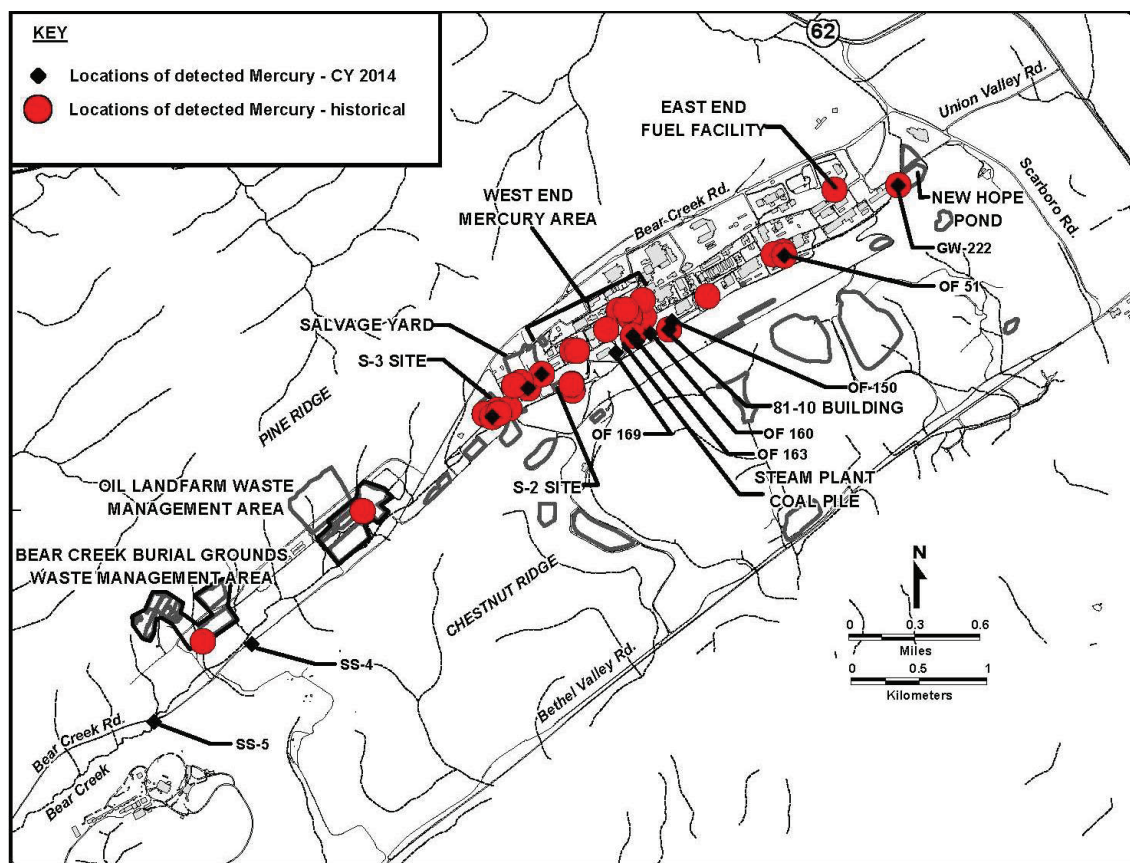 KEY
Locations of detected Mercury - CY 2014
Locations of detected Mercury - historical
62
Union Valley Rd.
EAST END
FUEL FACILITY
Scarboro Rd.
WEST END
MERCURY AREA
Bear Creek Rd.
NEW HOPE
POND
GW-222
OF 51
SALVAGE YARD
S-3 SITE
PINE RIDGE
OF-150
81-10 BUILDING
OF 169
OF 160
OF 163
STEAM PLANT
COAL PILE
S-2 SITE
OIL LANDFARM WASTE
MANAGEMENT AREA
BEAR CREEK BURIAL GROUNDS
WASTE MANAGEMENT AREA
CHESTNUT RIDGE
N
0 0.3 0.6
Miles
0 0.5 1
Kilometers
SS-4
Bethel Valley Rd.
Bear Creek Rd.
SS-5
Bear Creek